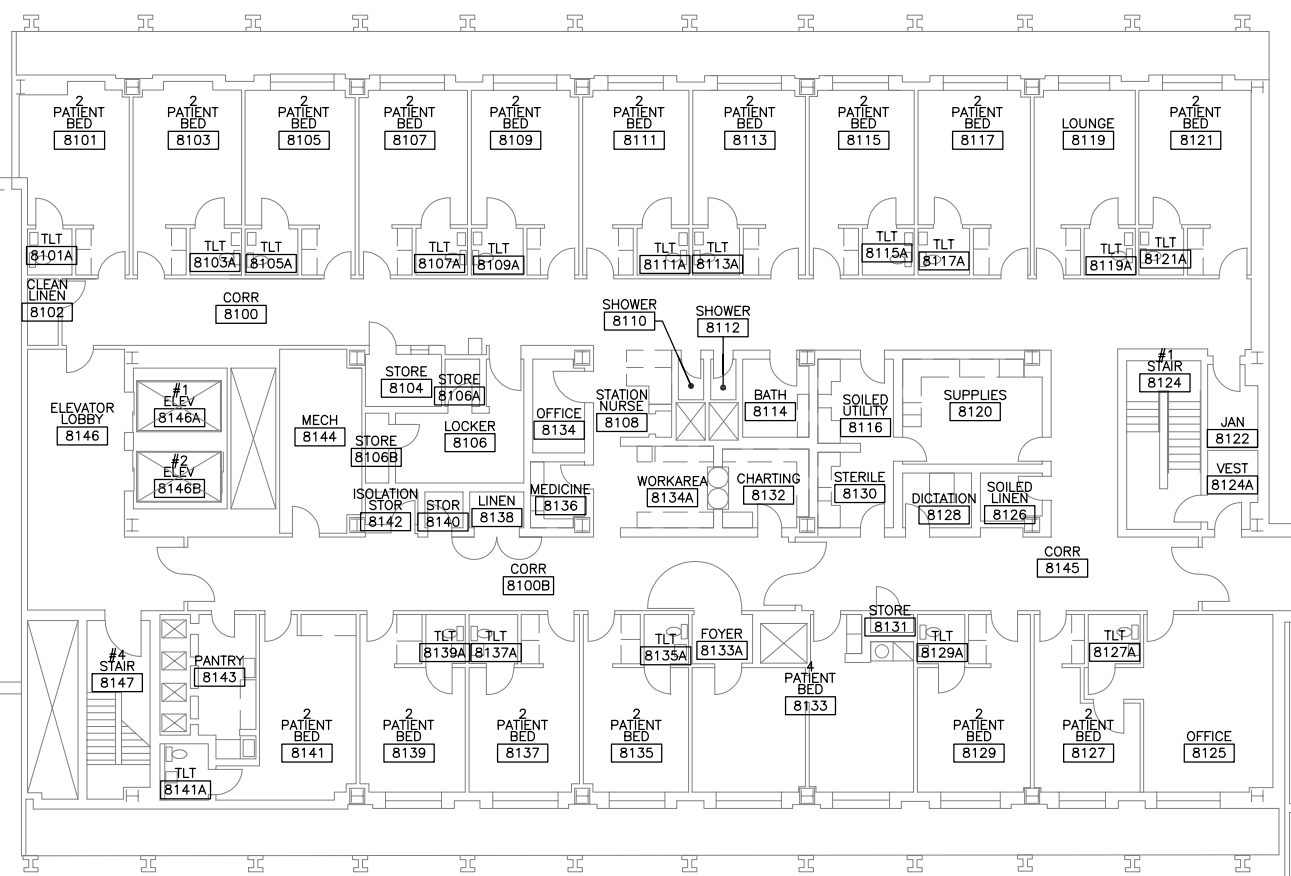 2
PATIENT
BED
8101
2
PATIENT
BED
8103
2
PATIENT
BED
8105
2
PATIENT
BED
8107
2
PATIENT
BED
8109
2
PATIENT
BED
8111
2
PATIENT
BED
8113
2
PATIENT
BED
8115
2
PATIENT
BED
8117
LOUNGE
8119
2
PATIENT
BED
8121
TLT
8101A
TLT
8103A
TLT
8105A
TLT
8107A
TLT
8109A
TLT
8111A
TLT
8113A
TLT
8115A
TLT
8117A
TLT
8119A
TLT
8121A
CLEAN
LINEN
8102
CORR
8100
SHOWER
8110
SHOWER
8112
ELEVATOR
LOBBY
8146
#1
ELEV
8146A
#2
ELEV
8146B
MECH
8144
STORE
8104
STORE
8106A
LOCKER
8106
STORE
8106B
OFFICE
8134
STATION
NURSE
8108
BATH
8114
SOILED
UTILITY
8116
SUPPLIES
8120
#1
STAIR
8124
JAN
8122
VEST
8124A
ISOLATION
STOR
8142
STOR
8140
LINEN
8138
MEDICINE
8136
WORKAREA
8134A
CHARTING
8132
STERILE
8130
DICTATION
8128
SOILED
LINEN
8126
CORR
8100B
CORR
8145
#4
STAIR
8147
PANTRY
8143
TLT
8141A
2
PATIENT
BED
8141
TLT
8139A
TLT
8137A
2
PATIENT
BED
8139
2
PATIENT
BED
8137
TLT
8135A
2
PATIENT
BED
8135
FOYER
8133A
4
PATIENT
BED
8133
STORE
8131
TLT
8129A
2
PATIENT
BED
8129
TLT
8127A
2
PATIENT
BED
8127
OFFICE
8125